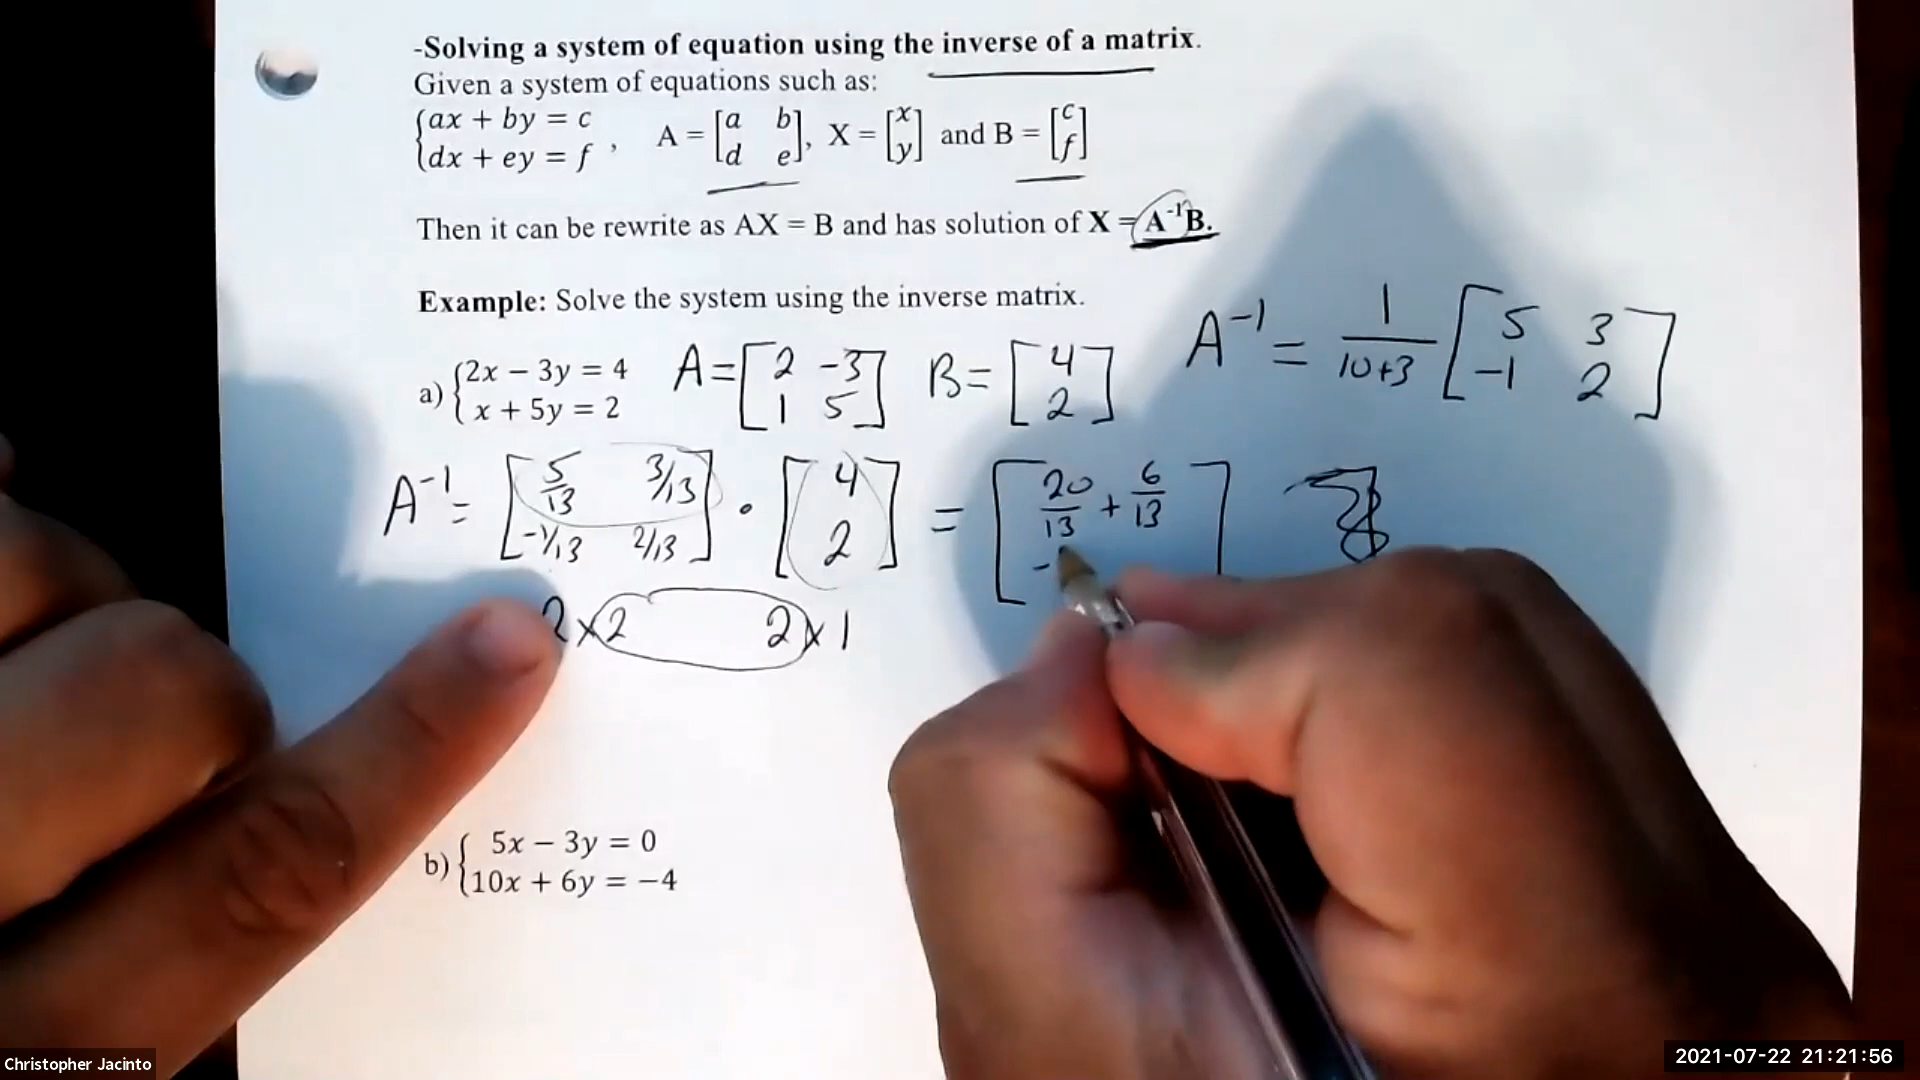 -Solving a system of equation using the inverse of a matrix.
Given a system of equations such as:
{ax + by = c
{dx + ey = f , A = [a b; d e], X = [x; y] and B = [c; f]
Then it can be rewrite as AX = B and has solution of X = A⁻¹B.
Example: Solve the system using the inverse matrix.
A⁻¹ = 1/(10+3) [5 3; -1 2]
a) {2x − 3y = 4
{x + 5y = 2
A = [2 -3; 1 5] B = [4; 2]
A⁻¹ = [5/13 3/13; -1/13 2/13] · [4; 2] = [20/13 + 6/13; -
2x2 2x1
b) {5x − 3y = 0
{10x + 6y = −4
Christopher Jacinto
2021-07-22 21:21:56